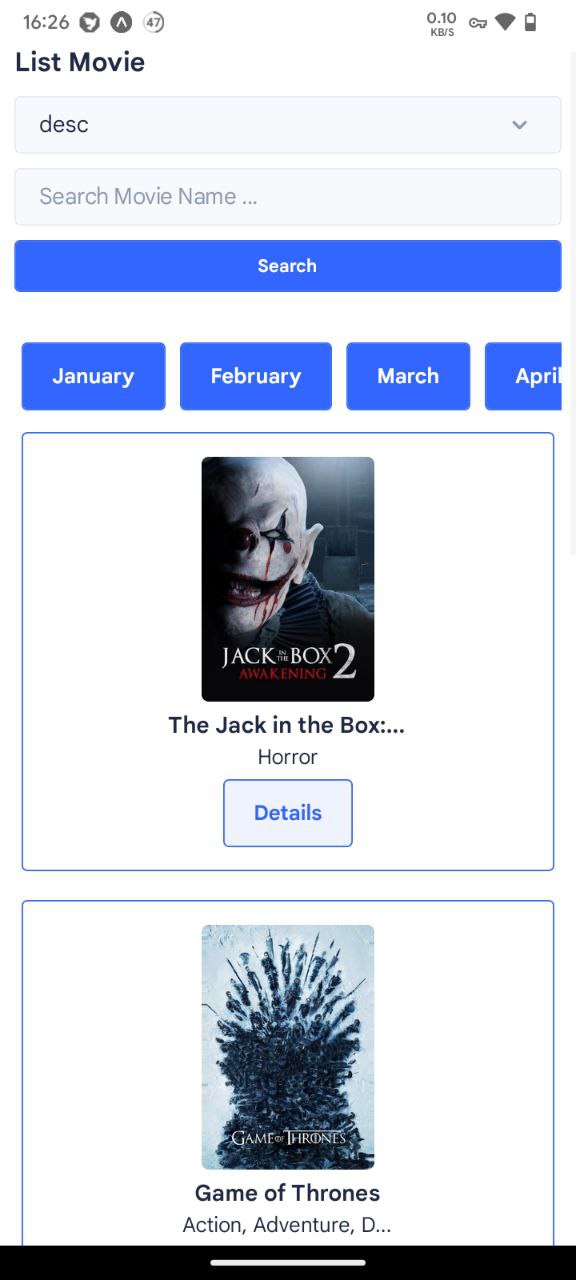 16:26
47
0.10
KB/S
List Movie
desc
Search Movie Name ...
Search
January February March April
JACK IN THE BOX 2
AWAKENING
The Jack in the Box:...
Horror
Details
GAME OF THRONES
Game of Thrones
Action, Adventure, D...